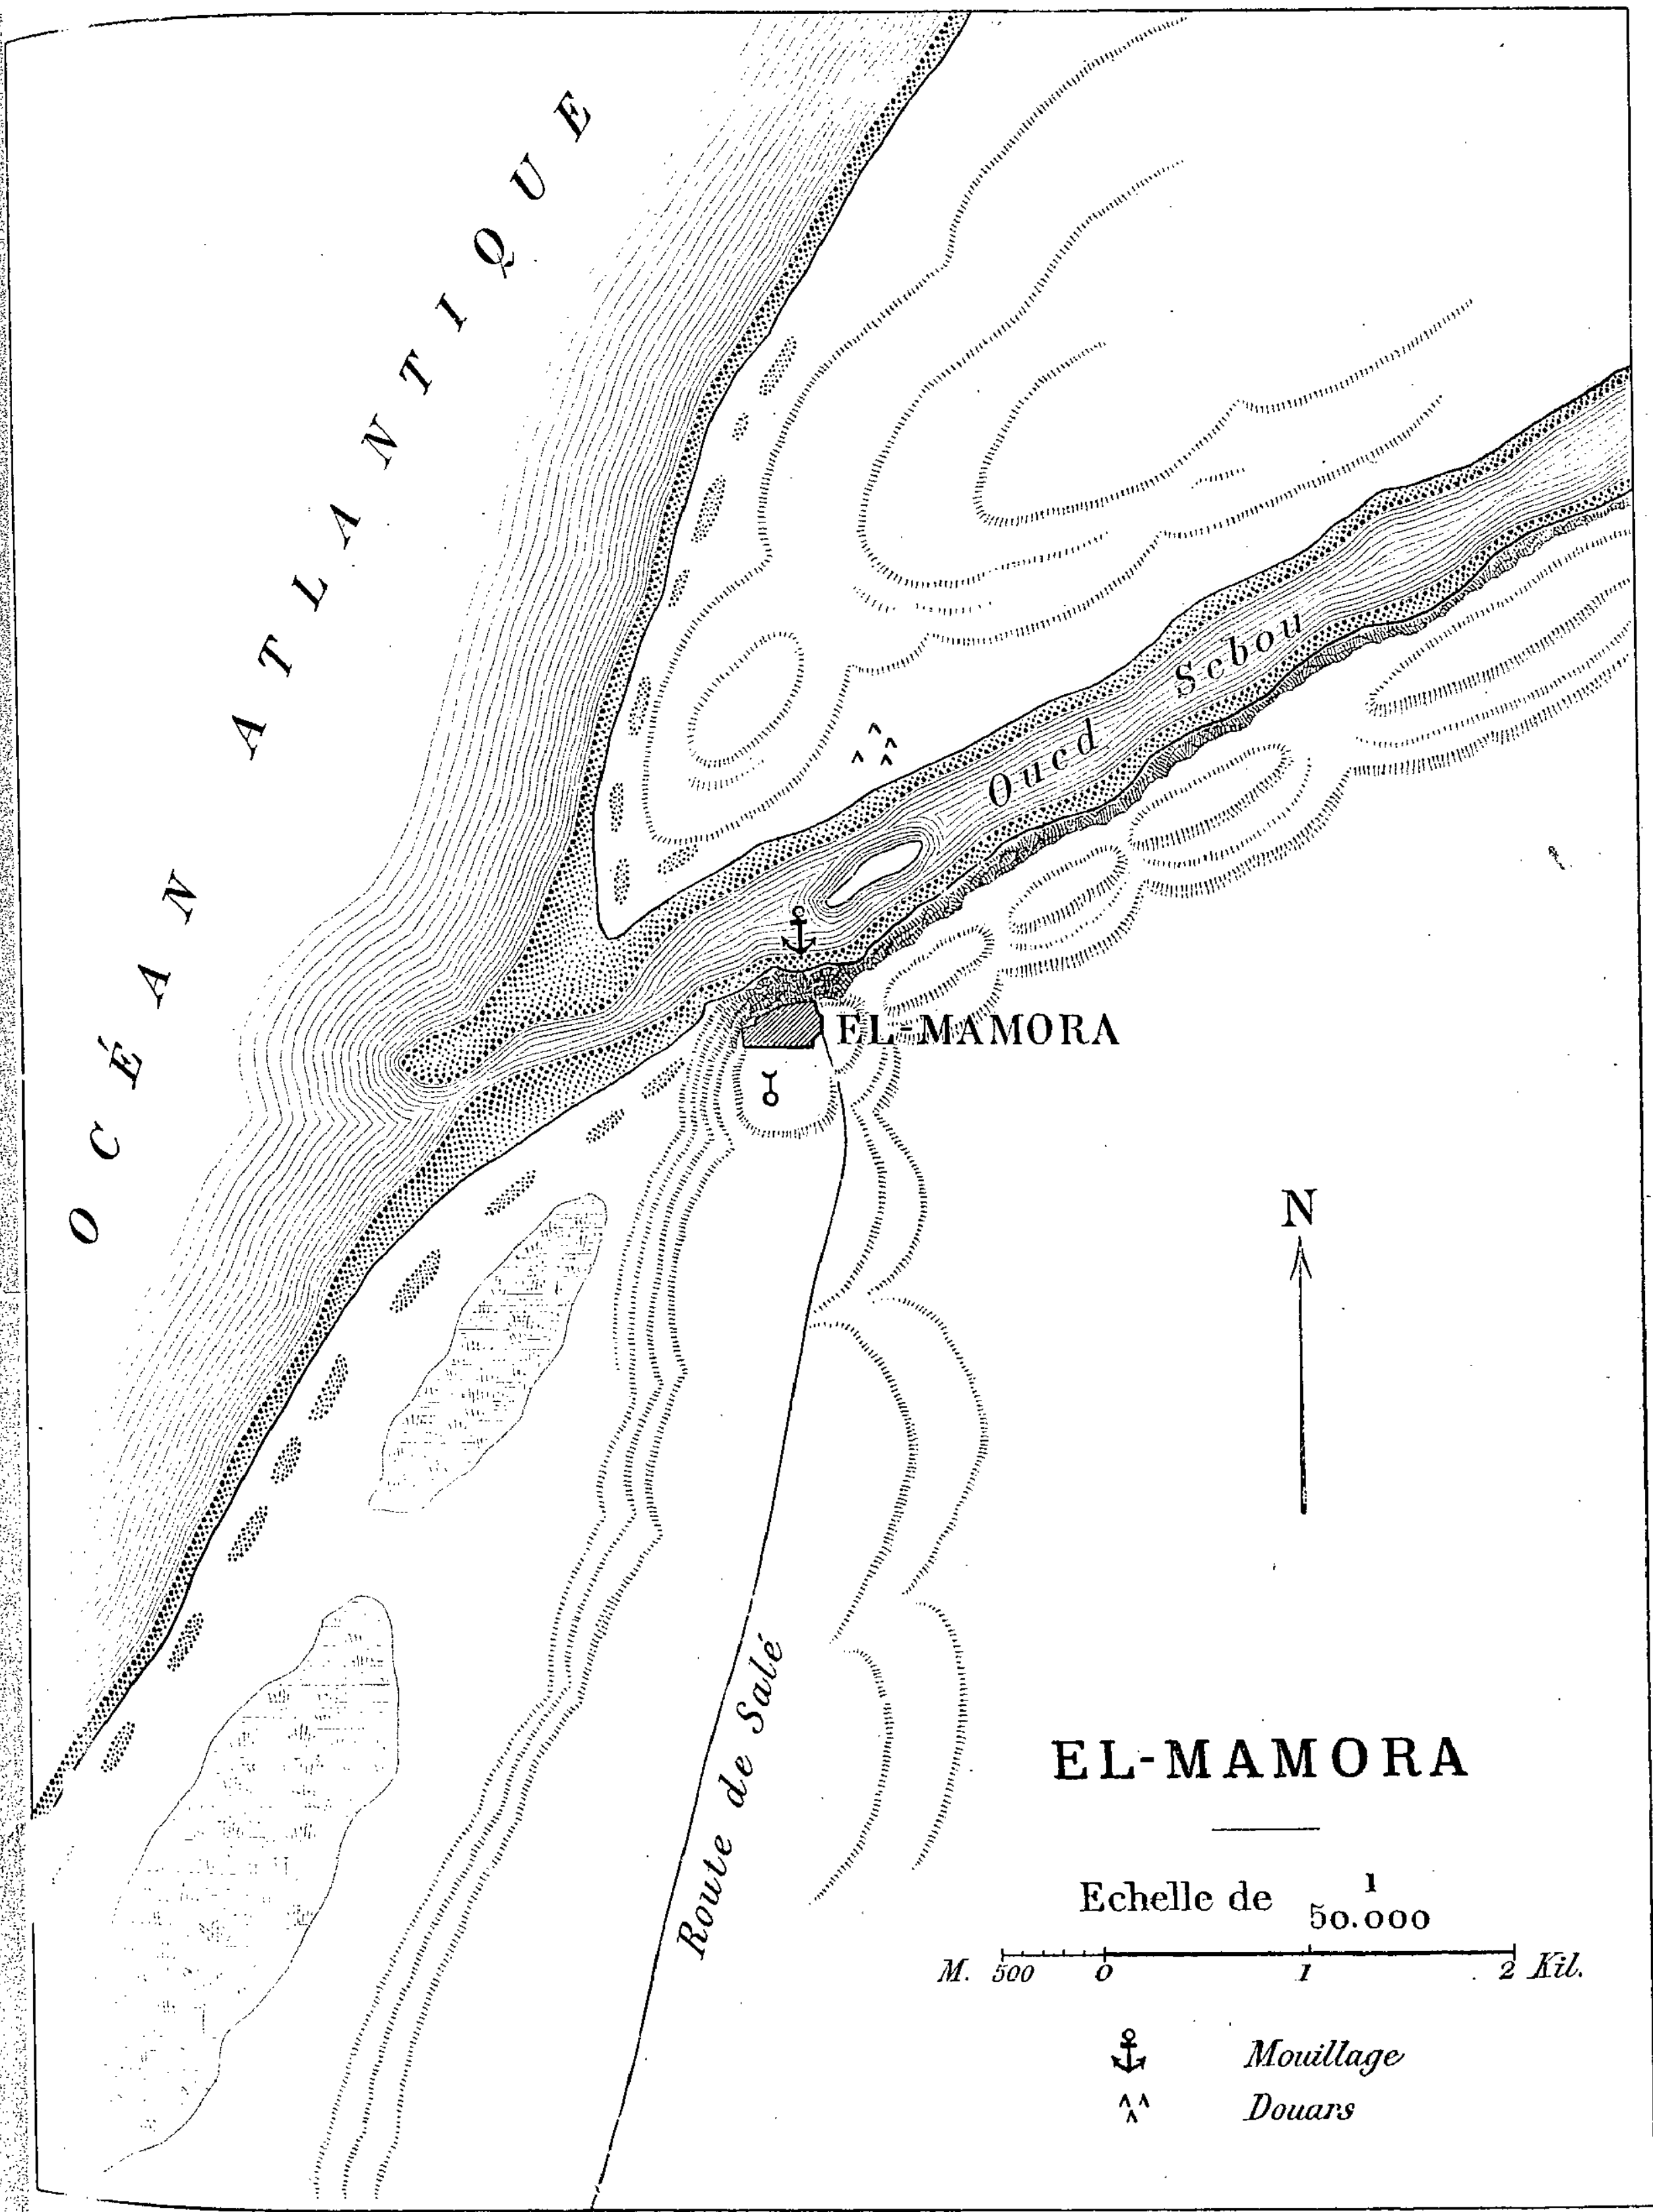 OCÉAN ATLANTIQUE
Oued Sebou
EL-MAMORA
N
Route de Salé
EL-MAMORA
Echelle de 1
50.000
M. 500 0 1 2 Kil.
Mouillage
Douars